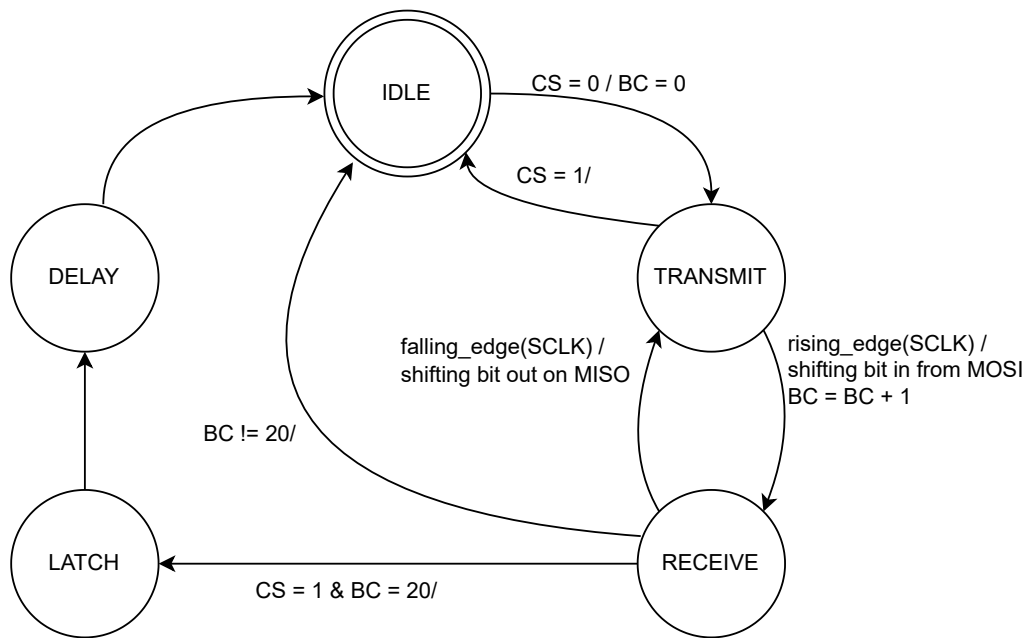 IDLE
CS = 0 / BC = 0
CS = 1/
DELAY
TRANSMIT
falling_edge(SCLK) /
shifting bit out on MISO
rising_edge(SCLK) /
shifting bit in from MOSI
BC = BC + 1
BC != 20/
LATCH
RECEIVE
CS = 1 & BC = 20/